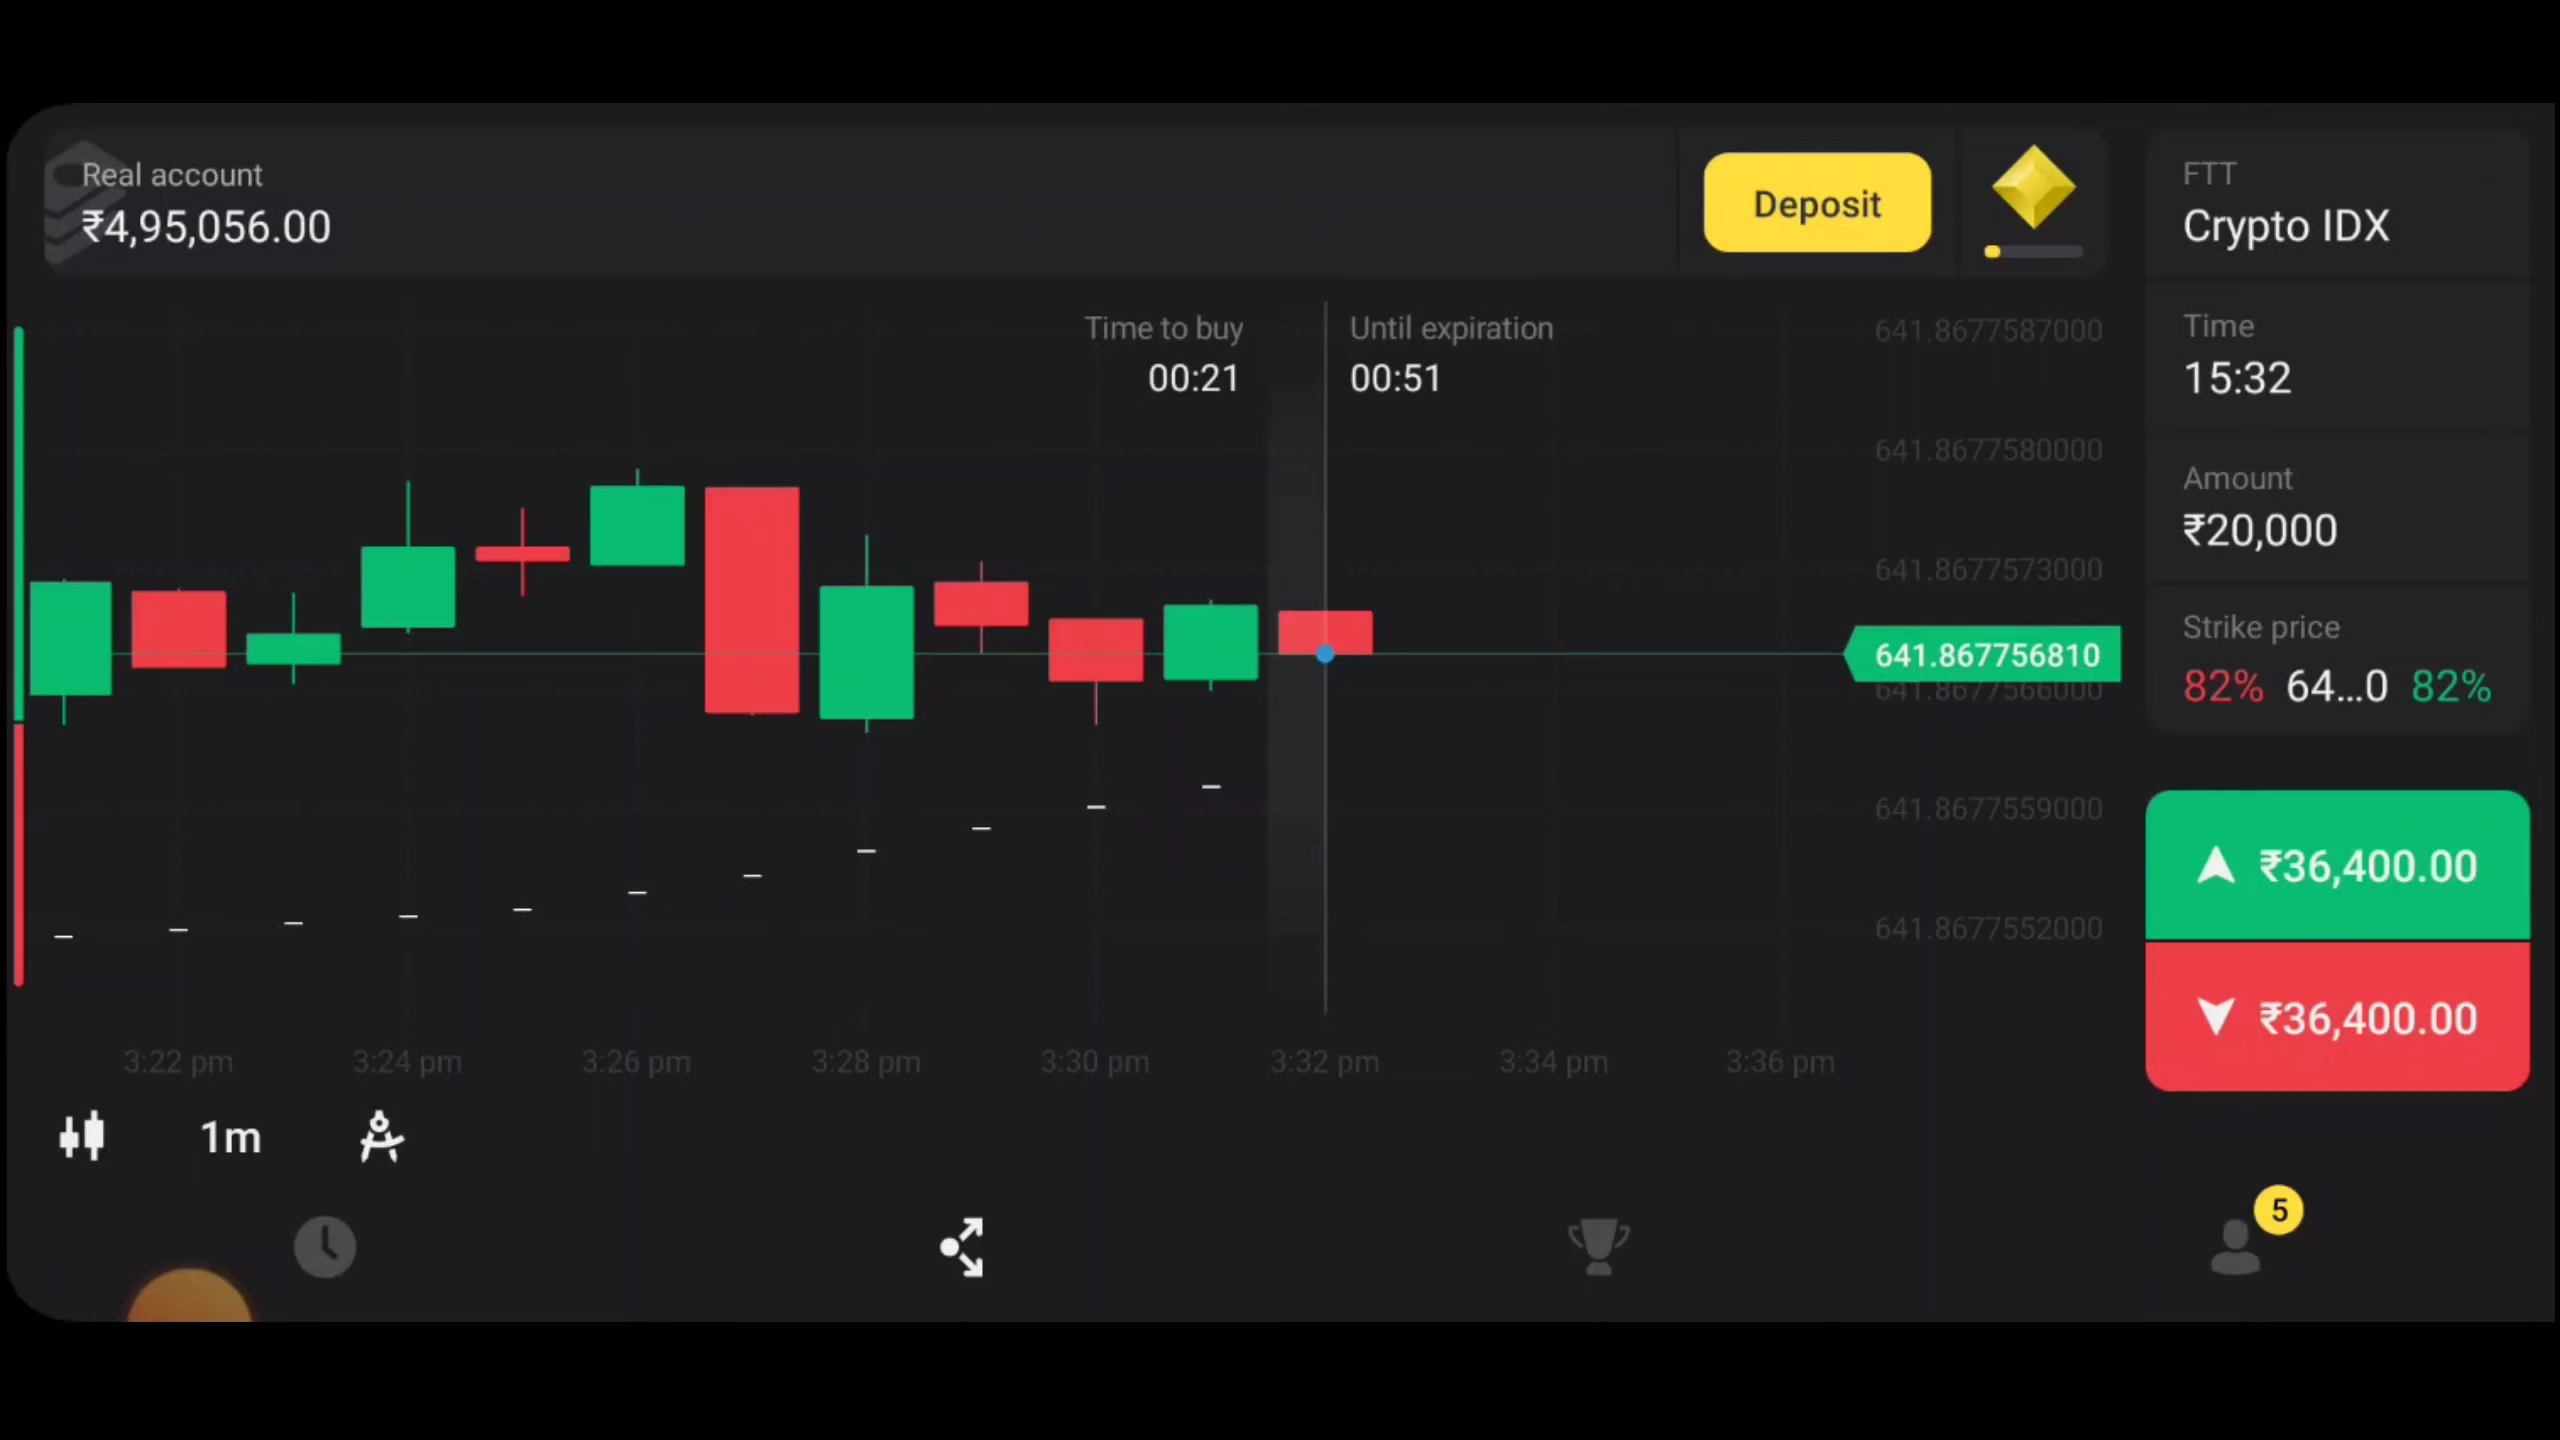 Real account
₹4,95,056.00
Deposit
FTT
Crypto IDX
Time to buy
00:21
Until expiration
00:51
641.8677587000
641.8677580000
641.8677573000
641.867756810
641.8677566000
641.8677559000
641.8677552000
Time
15:32
Amount
₹20,000
Strike price
82% 64...0 82%
₹36,400.00
₹36,400.00
3:22 pm 3:24 pm 3:26 pm 3:28 pm 3:30 pm 3:32 pm 3:34 pm 3:36 pm
1m
5